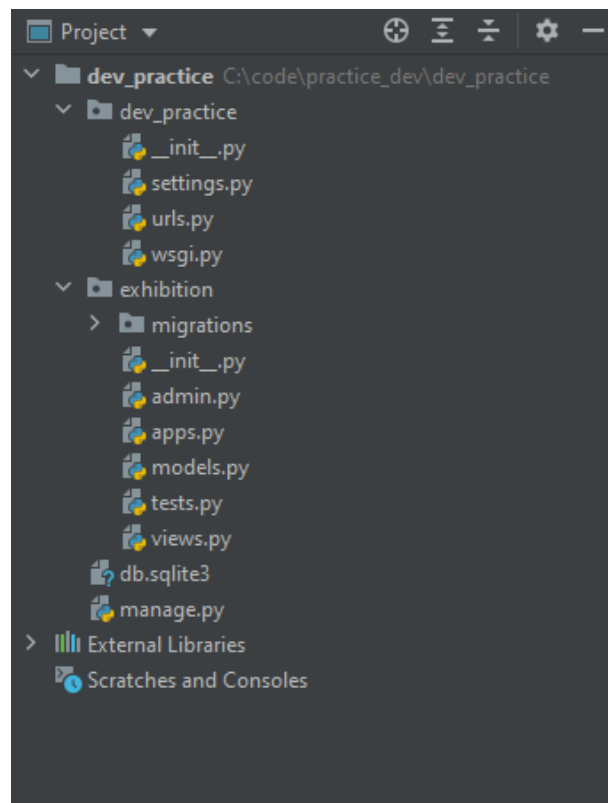 Project
dev_practice C:\code\practice_dev\dev_practice
dev_practice
__init__.py
settings.py
urls.py
wsgi.py
exhibition
migrations
__init__.py
admin.py
apps.py
models.py
tests.py
views.py
db.sqlite3
manage.py
External Libraries
Scratches and Consoles